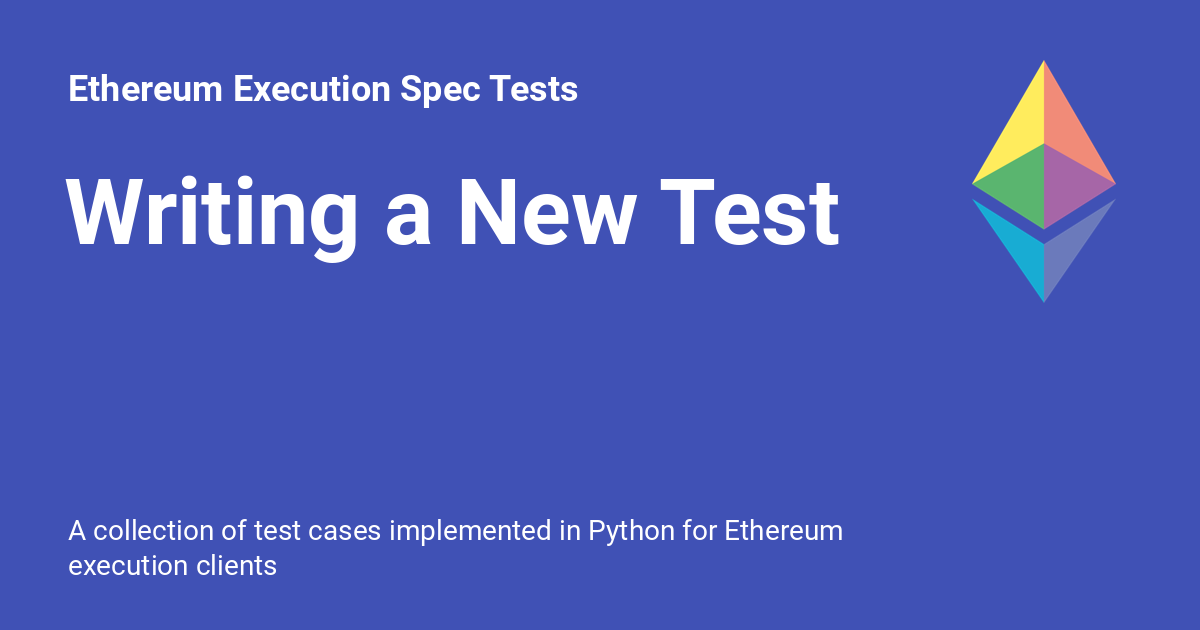 Ethereum Execution Spec Tests
Writing a New Test
A collection of test cases implemented in Python for Ethereum
execution clients